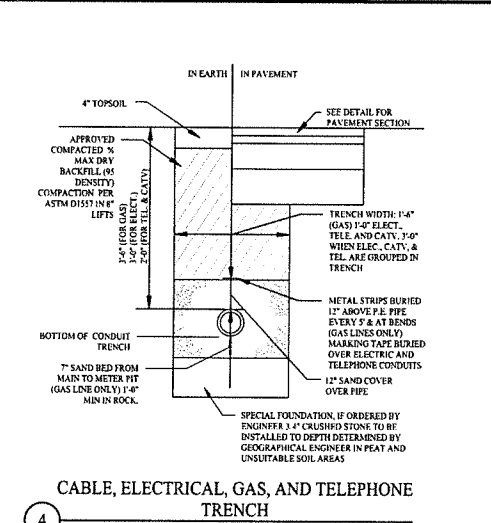 IN EARTH IN PAVEMENT
4" TOPSOIL
SEE DETAIL FOR
PAVEMENT SECTION
APPROVED
COMPACTED %
MAX DRY
BACKFILL (95
DENSITY)
COMPACTION PER
ASTM D1557 IN 8"
LIFTS
3'-6" (FOR GAS)
3'-0" (FOR ELECT.)
2'-0" (FOR TEL. & CATV)
TRENCH WIDTH: 1'-6"
(GAS) 1'-0" ELECT.,
TELE. AND CATV. 3'-0"
WHEN ELEC., CATV, &
TEL. ARE GROUPED IN
TRENCH
METAL STRIPS BURIED
12" ABOVE P.E. PIPE
EVERY 5' & AT BENDS
(GAS LINES ONLY)
MARKING TAPE BURIED
OVER ELECTRIC AND
TELEPHONE CONDUITS
BOTTOM OF CONDUIT
TRENCH
7" SAND BED FROM
MAIN TO METER PIT
(GAS LINE ONLY) 1'-0"
MIN IN ROCK.
12" SAND COVER
OVER PIPE
SPECIAL FOUNDATION, IF ORDERED BY
ENGINEER 3.4" CRUSHED STONE TO BE
INSTALLED TO DEPTH DETERMINED BY
GEOGRAPHICAL ENGINEER IN PEAT AND
UNSUITABLE SOIL AREAS
CABLE, ELECTRICAL, GAS, AND TELEPHONE
TRENCH
4